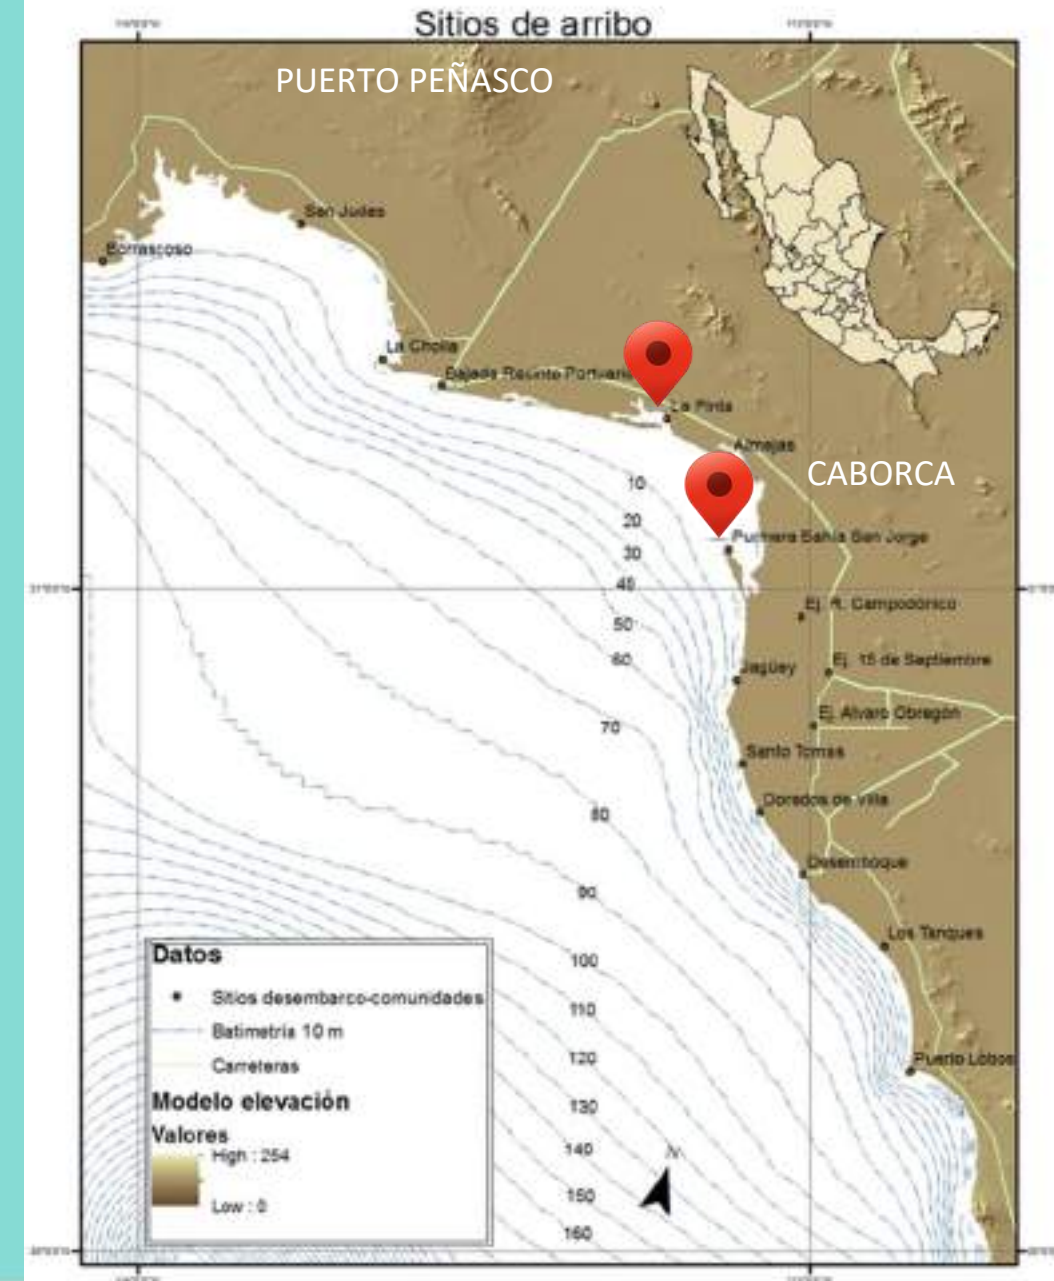 Sitios de arribo
PUERTO PEÑASCO
San Judas
Borrascoso
La Cholla
Bajada Recinto Portuario
La Pinta
Almejas
CABORCA
10
20
Bahía San Jorge
30
40
Ej. R. Campodónico
50
60
Ej. 15 de Septiembre
Jagüey
Ej. Alvaro Obregón
70
Santo Tomas
Dorados de Villa
80
Desemboque
90
Los Tanques
Datos
100
Sitios desembarco-comunidades
110
Batimetría 10 m
120
Puerto Lobos
Carreteras
Modelo elevación
130
Valores
High : 254
140
N
150
Low : 0
160